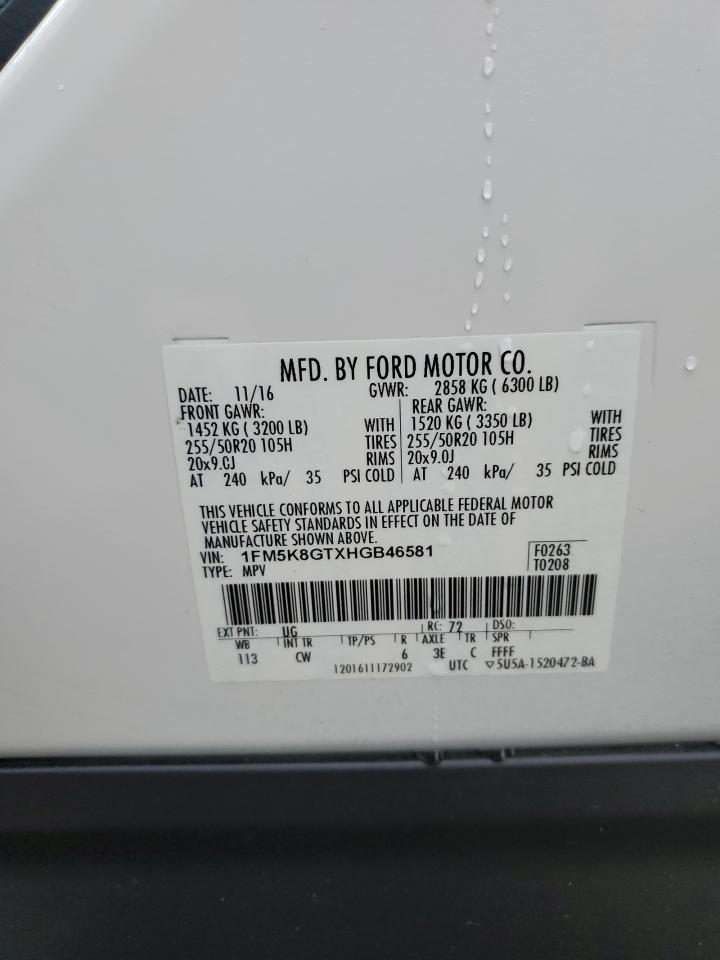 MFD. BY FORD MOTOR CO.
DATE: 11/16 GVWR: 2858 KG ( 6300 LB)
FRONT GAWR: REAR GAWR:
1452 KG ( 3200 LB) WITH 1520 KG ( 3350 LB) WITH
255/50R20 105H TIRES 255/50R20 105H TIRES
20x9.0J RIMS 20x9.0J RIMS
AT 240 kPa/ 35 PSI COLD AT 240 kPa/ 35 PSI COLD
THIS VEHICLE CONFORMS TO ALL APPLICABLE FEDERAL MOTOR
VEHICLE SAFETY STANDARDS IN EFFECT ON THE DATE OF
MANUFACTURE SHOWN ABOVE.
VIN: 1FM5K8GTXHGB46581 F0263
TYPE: MPV T0208
EXT PNT: UG RC: 72 DSO:
WB INT TR TP/PS R AXLE TR SPR
113 CW 6 3E C FFFF
1201611172902 UTC ▽5U5A-1520472-BA